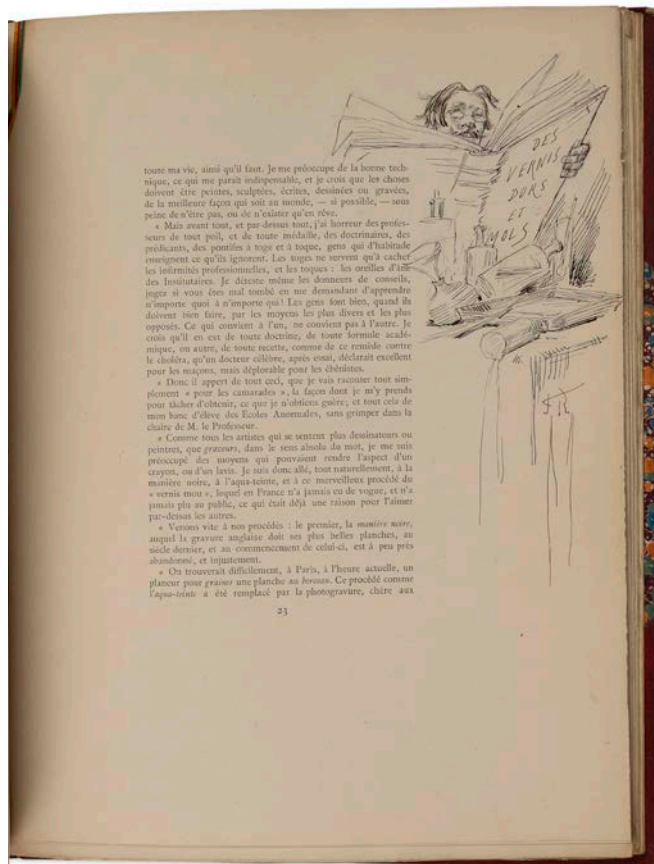 DES
VERNIS
DURS
ET
MOLS
toute ma vie, ainsi qu'il faut. Je me préoccupe de la bonne tech-
nique, ce qui me paraît indispensable, et je crois que les choses
doivent être peintes, sculptées, écrites, dessinées ou gravées,
de la meilleure façon qui soit au monde, — si possible, — sous
peine de n'être pas, ou de n'exister qu'en rêve.
« Mais avant tout, et par-dessus tout, j'ai horreur des profes-
seurs de tout poil, et de toute médaille, des doctrinaires, des
prédicants, des pontifes à toge et à toque, gens qui d'habitude
enseignent ce qu'ils ignorent. Les toges ne servent qu'à cacher
les infirmités professionnelles, et les toques : les oreilles d'âne
des Institutaires. Je déteste même les donneurs de conseils,
jugez si vous êtes mal tombé en me demandant d'apprendre
n'importe quoi à n'importe qui! Les gens font bien, quand ils
doivent bien faire, par les moyens les plus divers et les plus
opposés. Ce qui convient à l'un, ne convient pas à l'autre. Je
crois qu'il en est de toute doctrine, de toute formule acadé-
mique, ou autre, de toute recette, comme de ce remède contre
le choléra, qu'un docteur célèbre, après essai, déclarait excellent
pour les maçons, mais déplorable pour les ébénistes.
« Donc il appert de tout ceci, que je vais raconter tout sim-
plement « pour les camarades », la façon dont je m'y prends
pour tâcher d'obtenir, ce que je n'obtiens guère; et tout cela de
mon banc d'élève des Écoles Anormales, sans grimper dans la
chaire de M. le Professeur.
« Comme tous les artistes qui se sentent plus dessinateurs ou
peintres, que graveurs, dans le sens absolu du mot, je me suis
préoccupé des moyens qui pouvaient rendre l'aspect d'un
crayon, ou d'un lavis. Je suis donc allé, tout naturellement, à la
manière noire, à l'aqua-teinte, et à ce merveilleux procédé du
« vernis mou », lequel en France n'a jamais eu de vogue, et n'a
jamais plu au public, ce qui était déjà une raison pour l'aimer
par-dessus les autres.
« Venons vite à nos procédés : le premier, la manière noire,
auquel la gravure anglaise doit ses plus belles planches, au
siècle dernier, et au commencement de celui-ci, est à peu près
abandonné, et injustement.
« On trouverait difficilement, à Paris, à l'heure actuelle, un
planeur pour grainer une planche au berceau. Ce procédé comme
l'aqua-teinte a été remplacé par la photogravure, chère aux
23